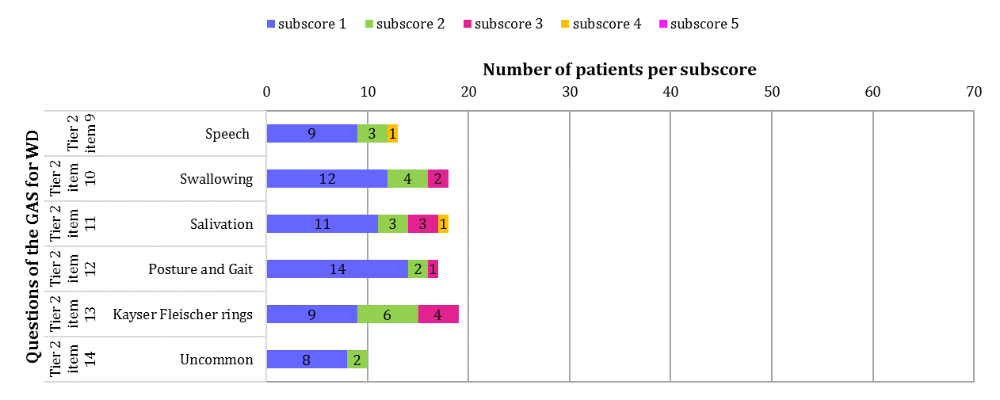 subscore 1 subscore 2 subscore 3 subscore 4 subscore 5
Number of patients per subscore
0 10 20 30 40 50 60 70
Questions of the GAS for WD
Tier 2
item 9
Speech
9 3 1
Tier 2
item
10
Swallowing
12 4 2
Tier 2
item
11
Salivation
11 3 3 1
Tier 2
item
12
Posture and Gait
14 2 1
Tier 2
item
13
Kayser Fleischer rings
9 6 4
Tier 2
item
14
Uncommon
8 2